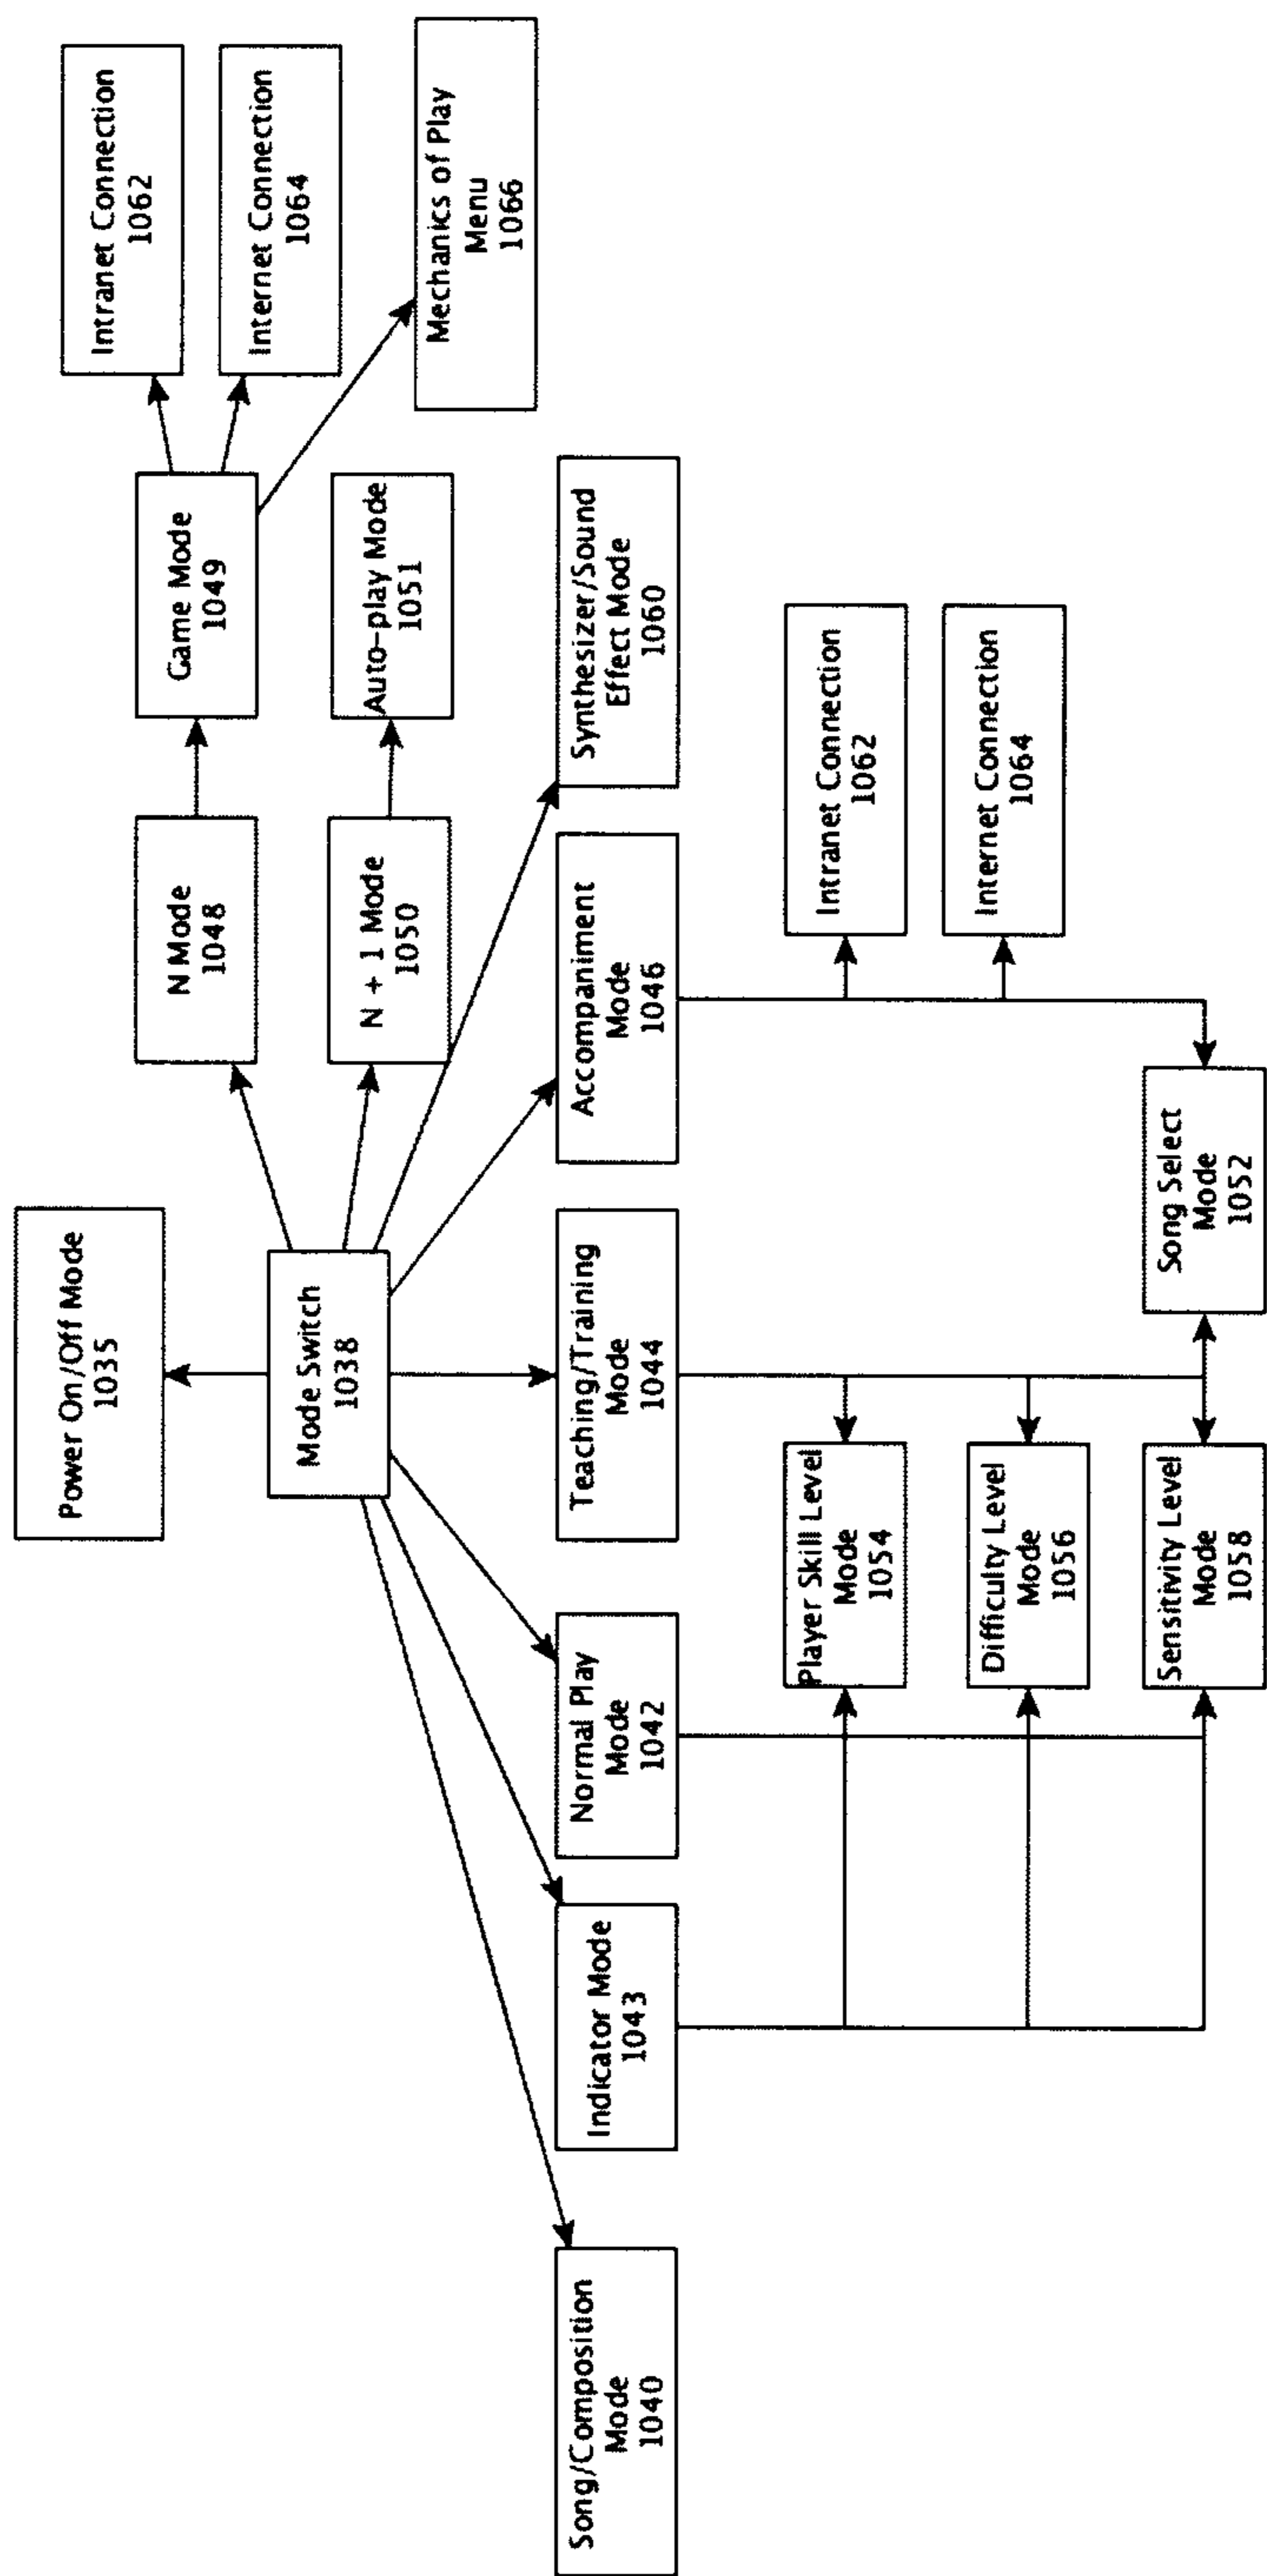 Power On/Off Mode
1035
Mode Switch
1038
N Mode
1048
Game Mode
1049
Intranet Connection
1062
Internet Connection
1064
Mechanics of Play
Menu
1066
N + 1 Mode
1050
Auto-play Mode
1051
Song/Composition
Mode
1040
Indicator Mode
1043
Normal Play
Mode
1042
Teaching/Training
Mode
1044
Accompaniment
Mode
1046
Synthesizer/Sound
Effect Mode
1060
Player Skill Level
Mode
1054
Intranet Connection
1062
Difficulty Level
Mode
1056
Internet Connection
1064
Sensitivity Level
Mode
1058
Song Select
Mode
1052